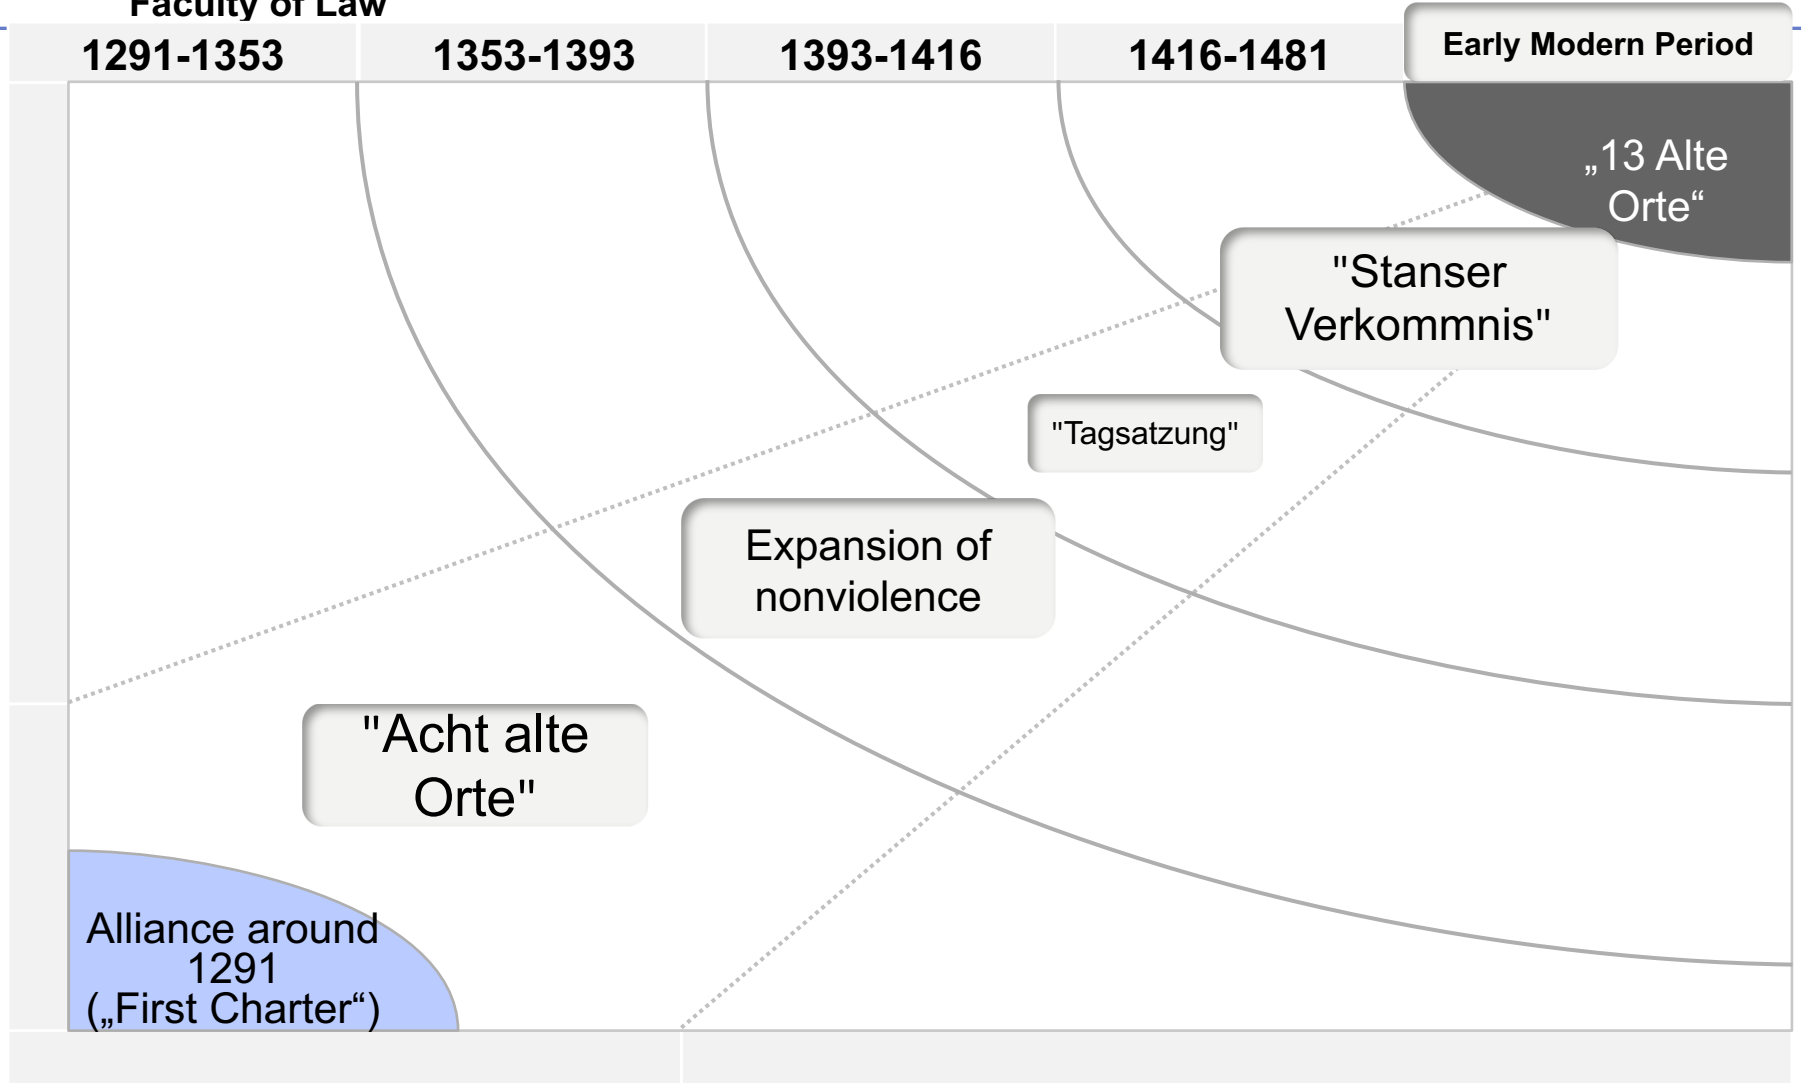 Faculty of Law
1291-1353
1353-1393
1393-1416
1416-1481
Early Modern Period
„13 Alte
Orte“
"Stanser
Verkommnis"
"Tagsatzung"
Expansion of
nonviolence
"Acht alte
Orte"
Alliance around
1291
(„First Charter“)